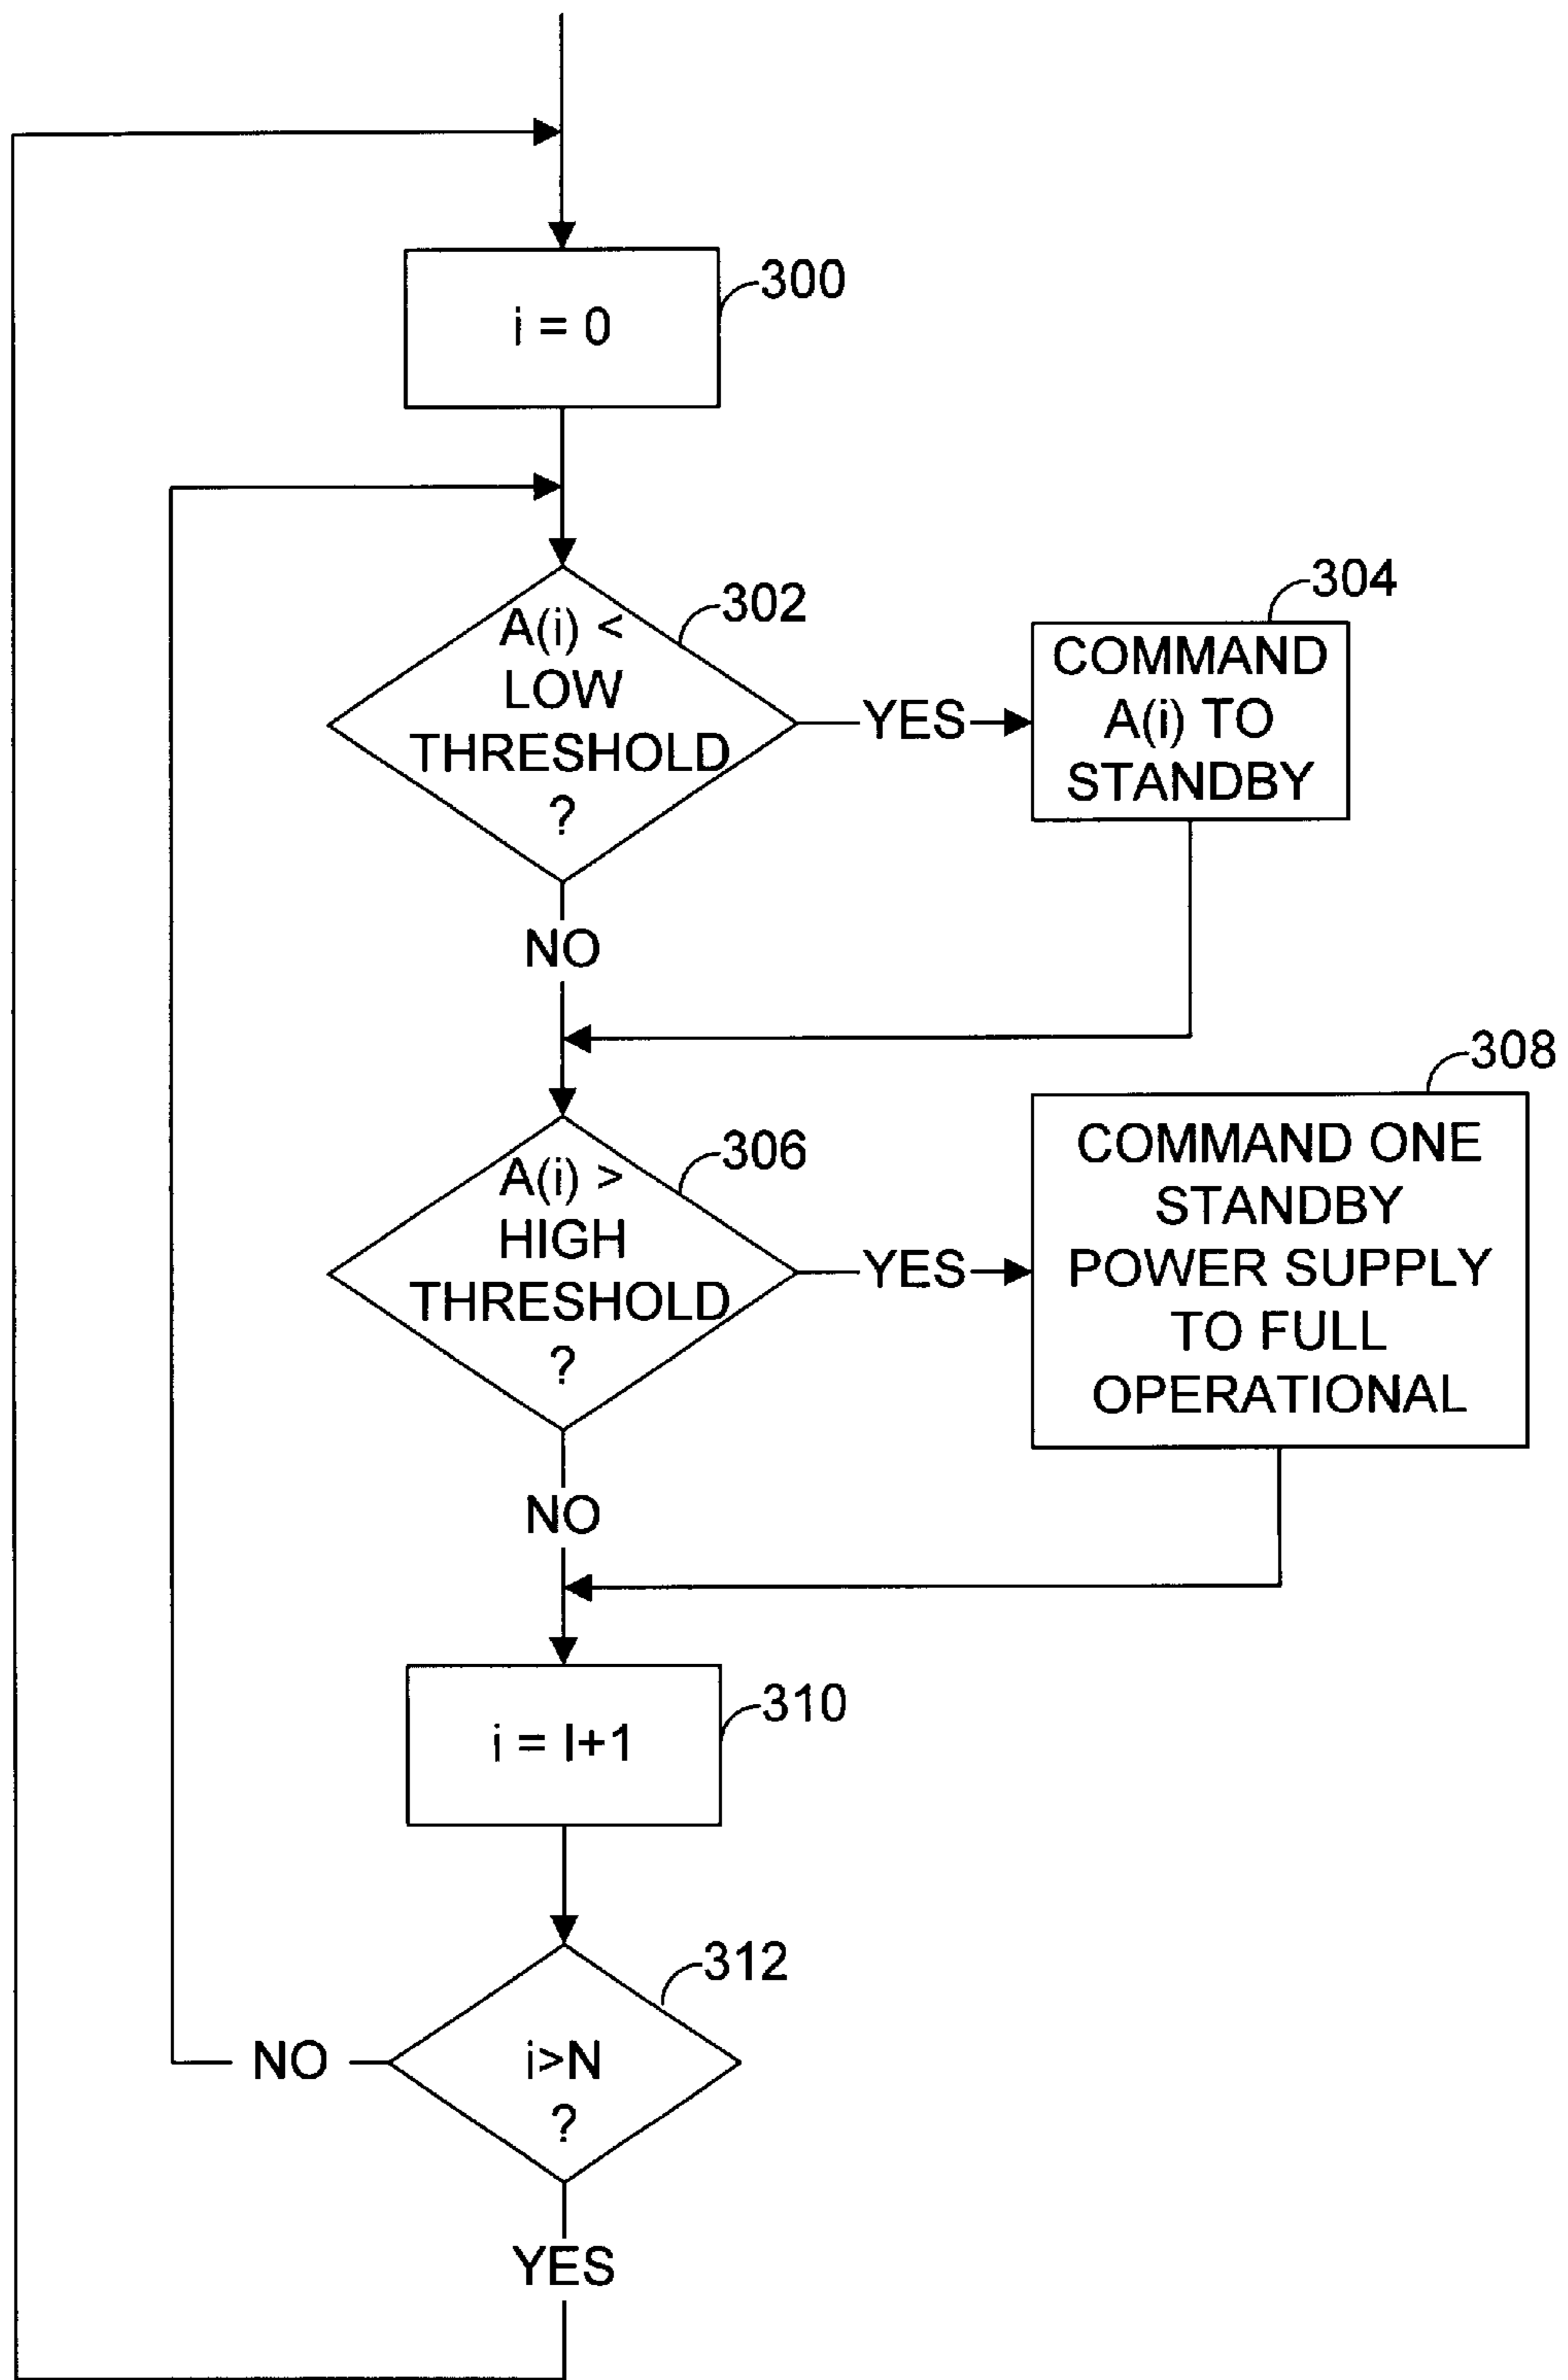 300
i = 0
302
A(i) <
LOW
THRESHOLD
?
YES
304
COMMAND
A(i) TO
STANDBY
NO
306
A(i) >
HIGH
THRESHOLD
?
YES
308
COMMAND ONE
STANDBY
POWER SUPPLY
TO FULL
OPERATIONAL
NO
310
i = I+1
312
i>N
?
NO
YES